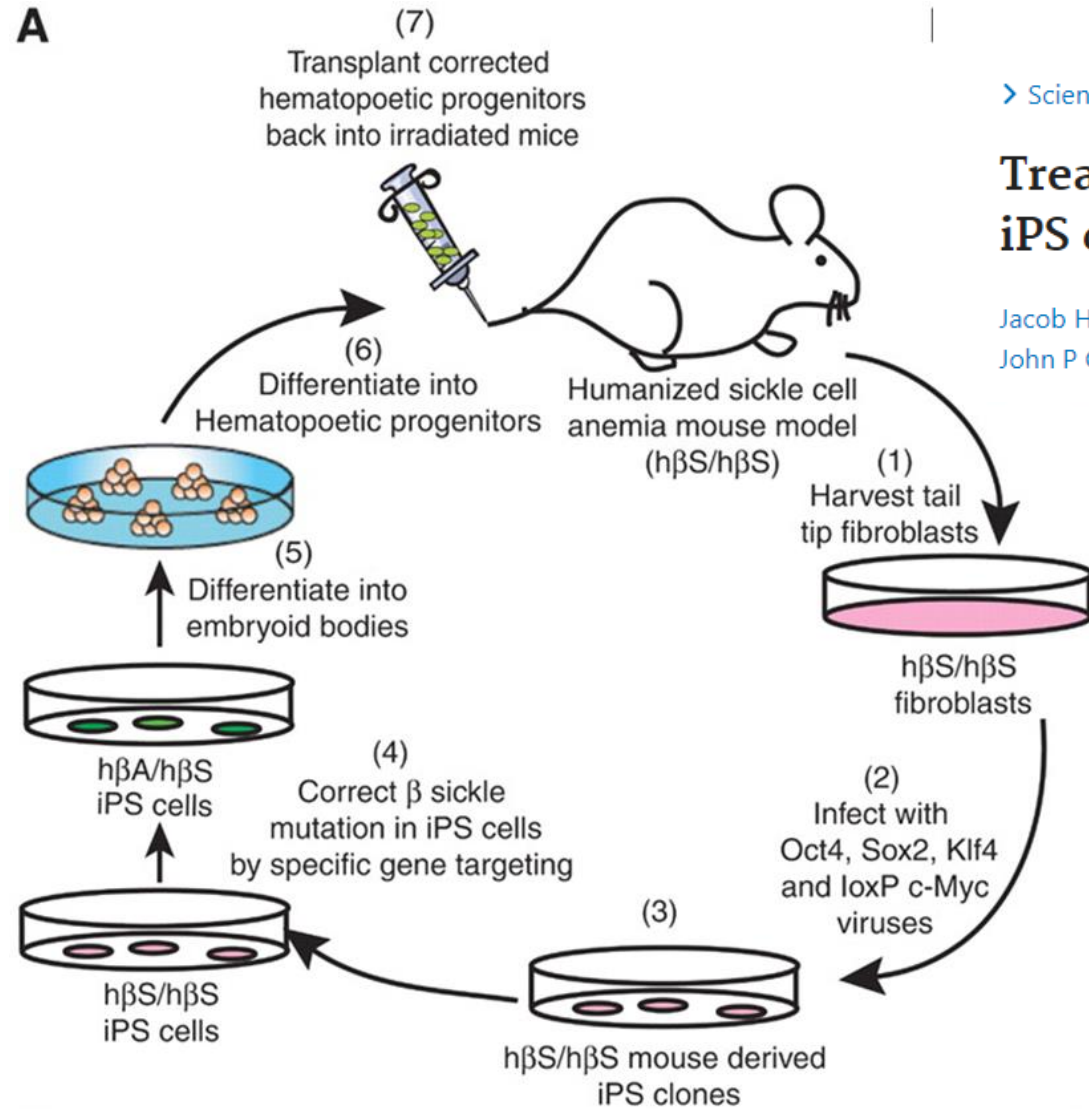 A
(7)
Transplant corrected
hematopoetic progenitors
back into irradiated mice
Humanized sickle cell
anemia mouse model
(hβS/hβS)
(1)
Harvest tail
tip fibroblasts
hβS/hβS
fibroblasts
(2)
Infect with
Oct4, Sox2, Klf4
and loxP c-Myc
viruses
(3)
hβS/hβS mouse derived
iPS clones
hβS/hβS
iPS cells
(4)
Correct β sickle
mutation in iPS cells
by specific gene targeting
hβA/hβS
iPS cells
(5)
Differentiate into
embryoid bodies
(6)
Differentiate into
Hematopoetic progenitors
> Scien
Trea
iPS
Jacob H
John P